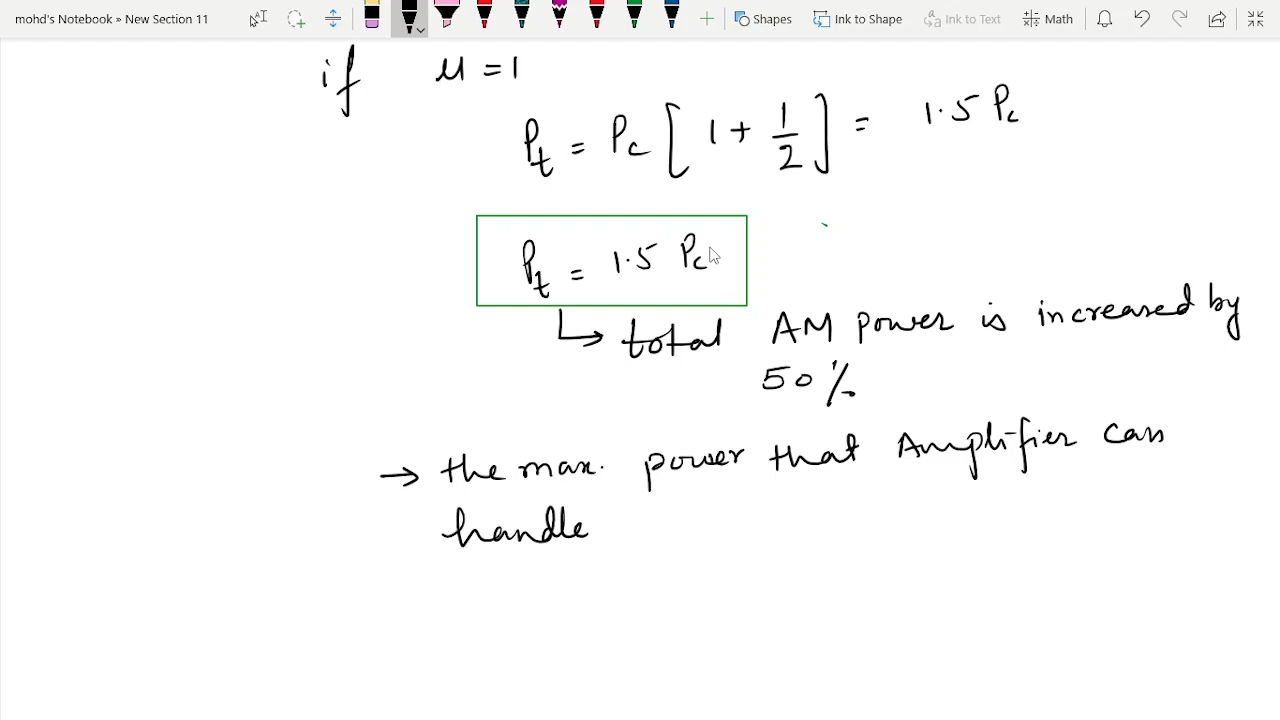 mohd's Notebook » New Section 11
Shapes
Ink to Shape
Ink to Text
Math
if μ = 1
Pt = Pc [ 1 + 1/2 ] = 1.5 Pc
Pt = 1.5 Pc
↳ total AM power is increased by
50%
→ the max. power that Amplifier can
handle